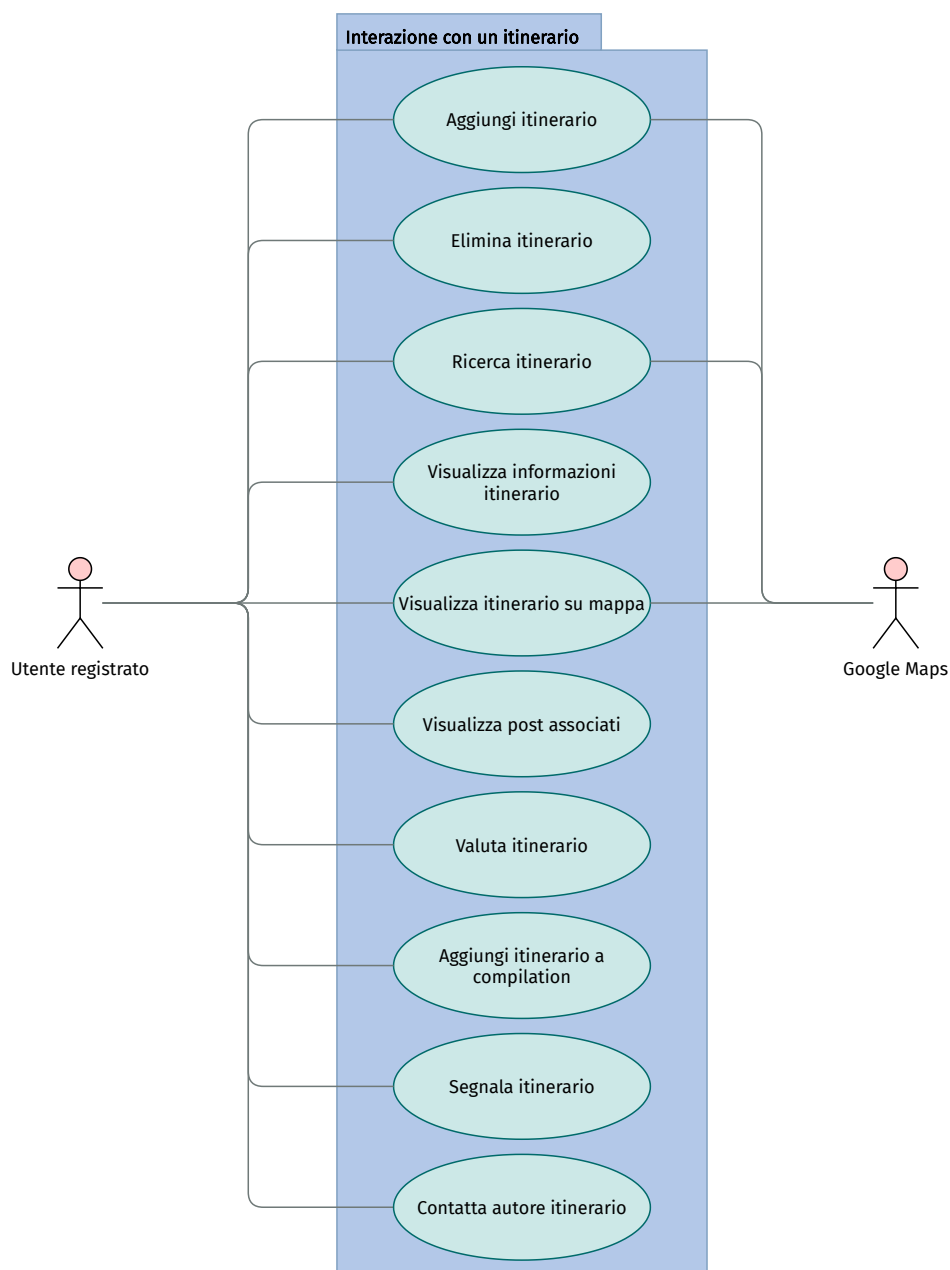 Interazione con un itinerario
Aggiungi itinerario
Elimina itinerario
Ricerca itinerario
Visualizza informazioni
itinerario
Visualizza itinerario su mappa
Utente registrato
Google Maps
Visualizza post associati
Valuta itinerario
Aggiungi itinerario a
compilation
Segnala itinerario
Contatta autore itinerario